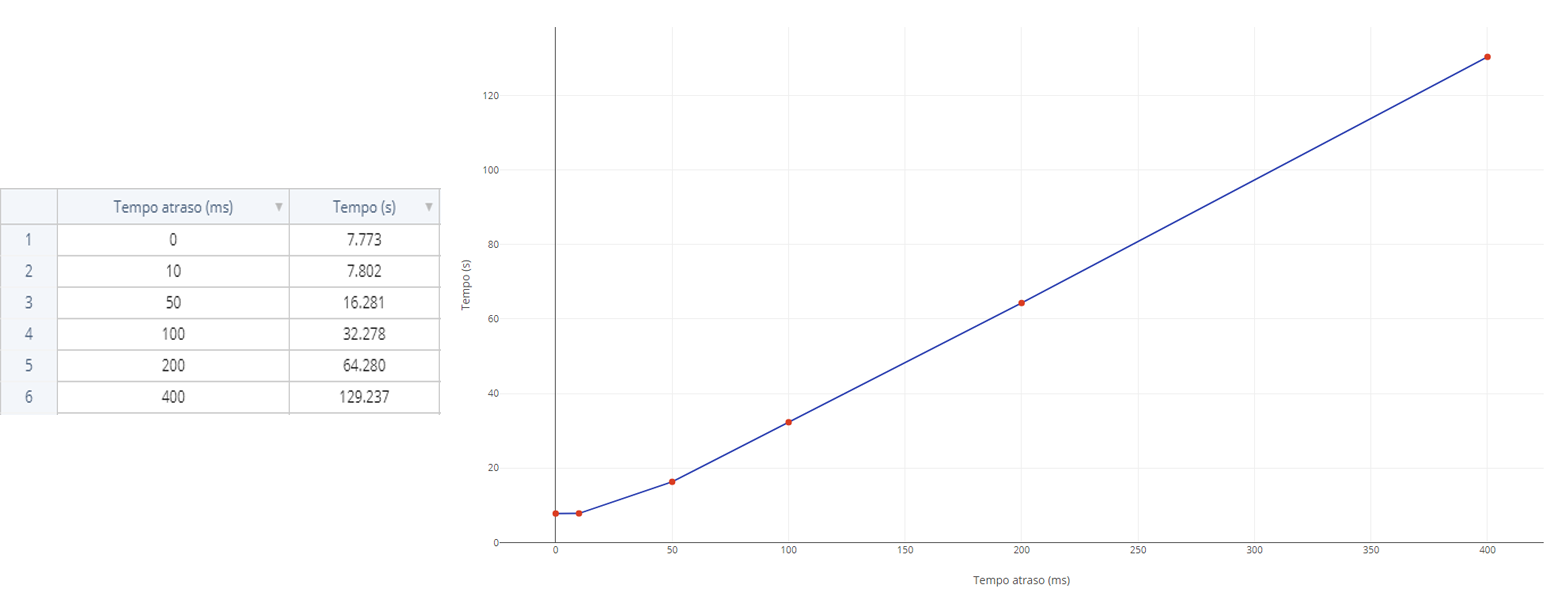 Tempo atraso (ms) Tempo (s)
1 0 7.773
2 10 7.802
3 50 16.281
4 100 32.278
5 200 64.280
6 400 129.237
120
100
80
60
40
20
0
Tempo (s)
0 50 100 150 200 250 300 350 400
Tempo atraso (ms)